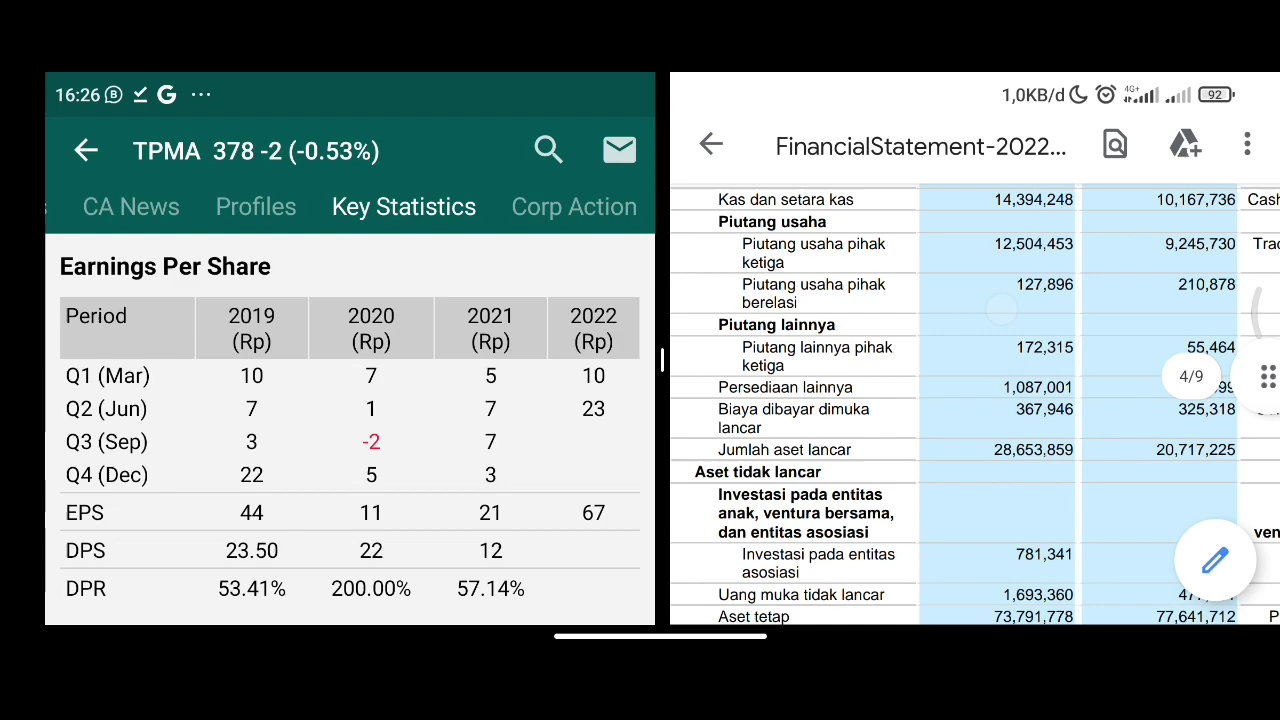 16:26 B G ...
TPMA 378 -2 (-0.53%)
CA News Profiles Key Statistics Corp Action
Earnings Per Share
Period 2019 (Rp) 2020 (Rp) 2021 (Rp) 2022 (Rp)
Q1 (Mar) 10 7 5 10
Q2 (Jun) 7 1 7 23
Q3 (Sep) 3 -2 7
Q4 (Dec) 22 5 3
EPS 44 11 21 67
DPS 23.50 22 12
DPR 53.41% 200.00% 57.14%
1,0KB/d 4G+ 92
FinancialStatement-2022...
Kas dan setara kas 14,394,248 10,167,736
Piutang usaha
Piutang usaha pihak ketiga 12,504,453 9,245,730
Piutang usaha pihak berelasi 127,896 210,878
Piutang lainnya
Piutang lainnya pihak ketiga 172,315 55,464
4/9
Persediaan lainnya 1,087,001
Biaya dibayar dimuka lancar 367,946 325,318
Jumlah aset lancar 28,653,859 20,717,225
Aset tidak lancar
Investasi pada entitas anak, ventura bersama, dan entitas asosiasi
Investasi pada entitas asosiasi 781,341
Uang muka tidak lancar 1,693,360
Aset tetap 73,791,778 77,641,712